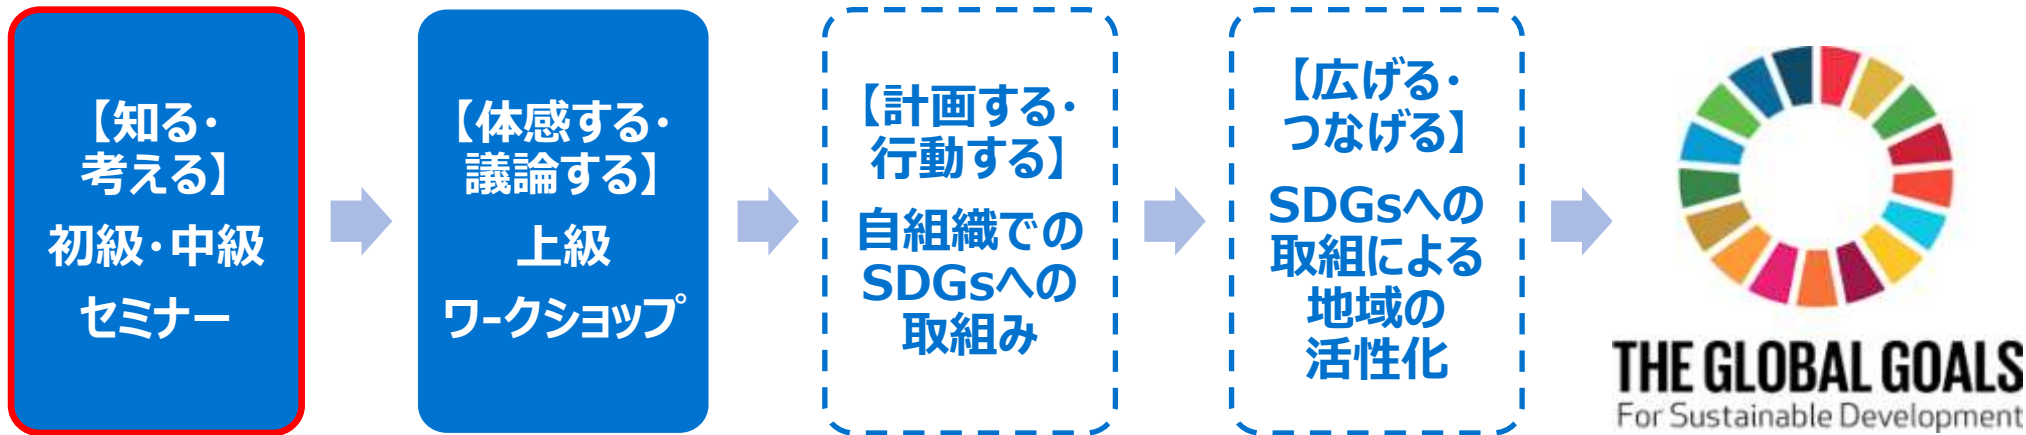 【知る・
考える】
初級・中級
セミナー
【体感する・
議論する】
上級
ワークショップ
【計画する・
行動する】
自組織での
SDGsへの
取組み
【広げる・
つなげる】
SDGsへの
取組による
地域の
活性化
THE GLOBAL GOALS
For Sustainable Development